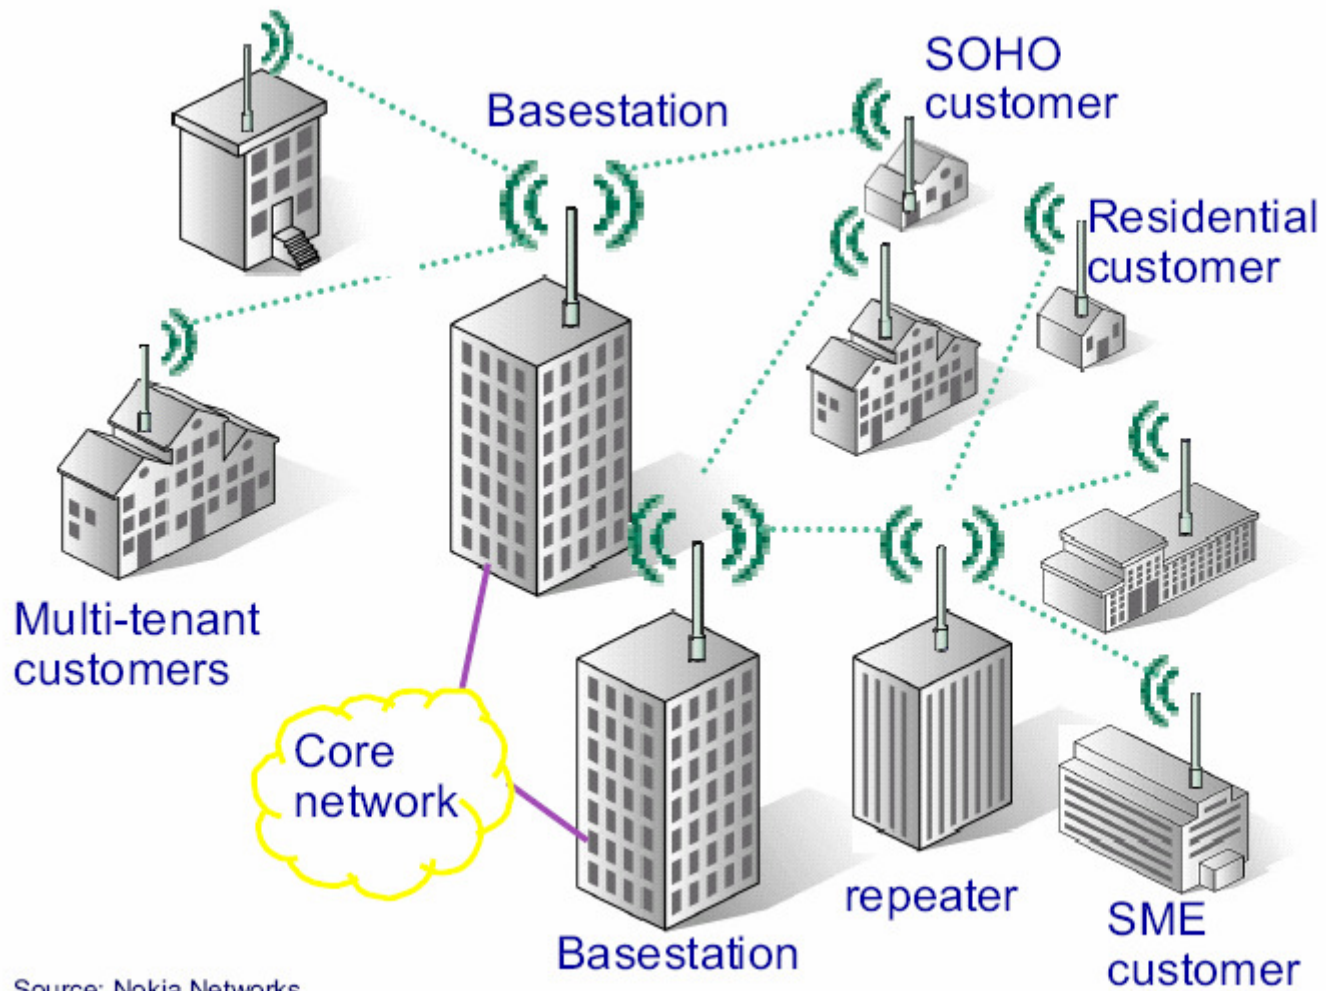 SOHO
customer
Basestation
Residential
customer
Multi-tenant
customers
Core
network
repeater
SME
customer
Basestation
Source: Nokia Networks